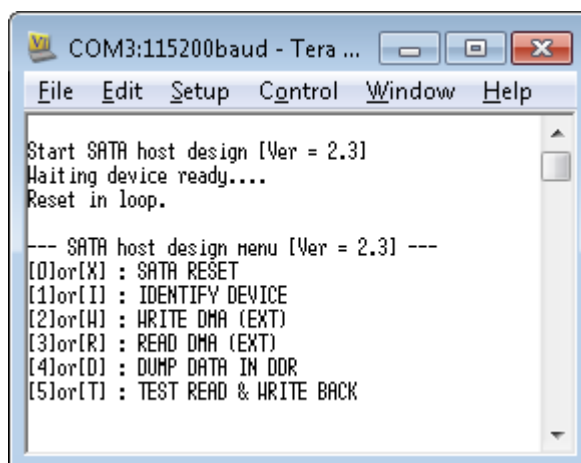 COM3:115200baud - Tera ...
File Edit Setup Control Window Help
Start SATA host design [Ver = 2.3]
Waiting device ready....
Reset in loop.
--- SATA host design menu [Ver = 2.3] ---
[0]or[X] : SATA RESET
[1]or[I] : IDENTIFY DEVICE
[2]or[W] : WRITE DMA (EXT)
[3]or[R] : READ DMA (EXT)
[4]or[D] : DUMP DATA IN DDR
[5]or[T] : TEST READ & WRITE BACK